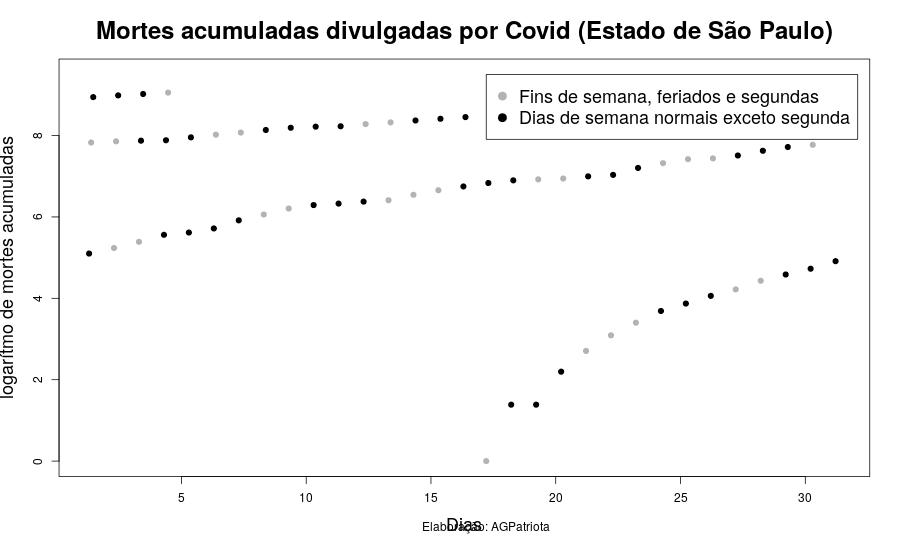 Mortes acumuladas divulgadas por Covid (Estado de São Paulo)
Fins de semana, feriados e segundas
Dias de semana normais exceto segunda
logarítmo de mortes acumuladas
8
6
4
2
0
5
10
15
20
25
30
Dias
Elaboração: AGPatriota